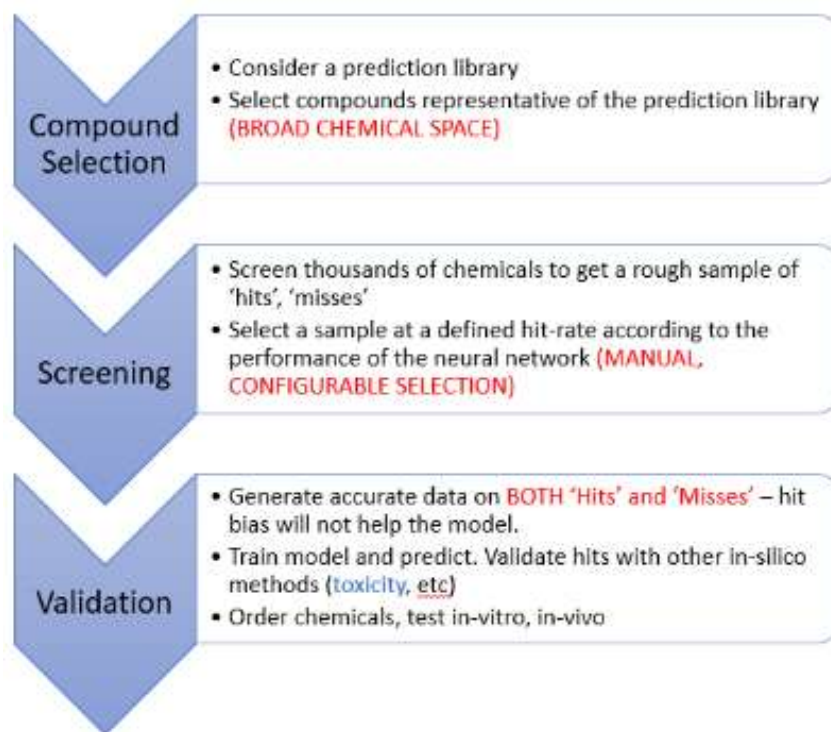 Compound
Selection
• Consider a prediction library
• Select compounds representative of the prediction library
(BROAD CHEMICAL SPACE)
Screening
• Screen thousands of chemicals to get a rough sample of
‘hits’, ‘misses’
• Select a sample at a defined hit-rate according to the
performance of the neural network (MANUAL,
CONFIGURABLE SELECTION)
Validation
• Generate accurate data on BOTH ‘Hits’ and ‘Misses’ – hit
bias will not help the model.
• Train model and predict. Validate hits with other in-silico
methods (toxicity, etc)
• Order chemicals, test in-vitro, in-vivo